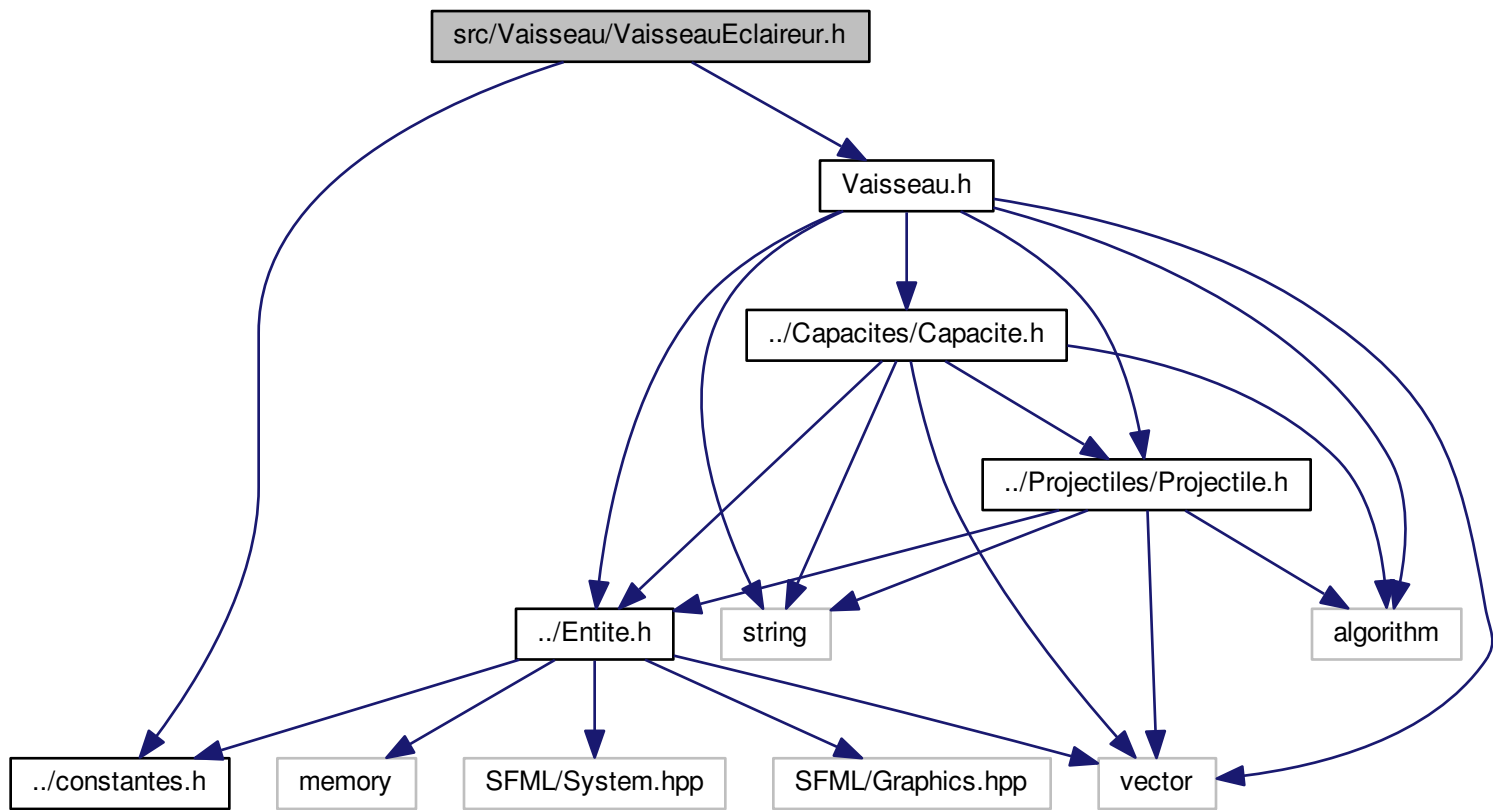 src/Vaisseau/VaisseauEclaireur.h
Vaisseau.h
../Capacites/Capacite.h
../Projectiles/Projectile.h
../Entite.h
string
algorithm
../constantes.h
memory
SFML/System.hpp
SFML/Graphics.hpp
vector